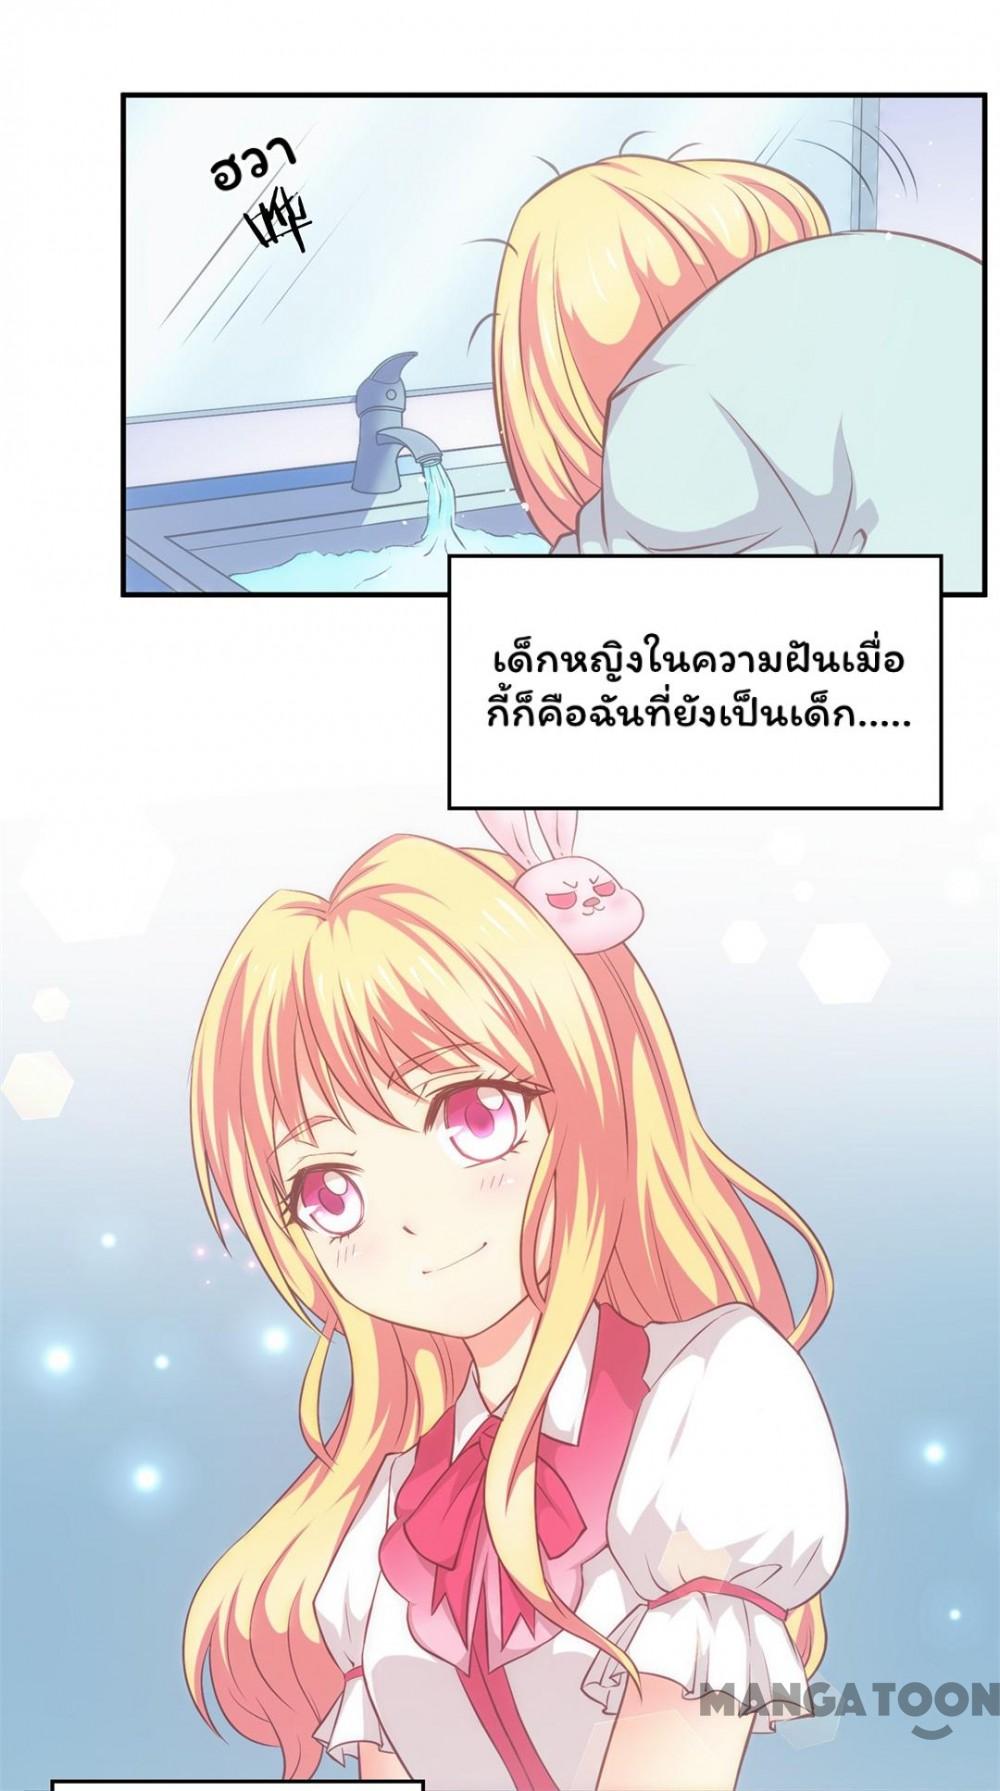 ฮวา
哗
เด็กหญิงในความฝันเมื่อ
กี้ก็คือฉันที่ยังเป็นเด็ก.....
MANGATOON